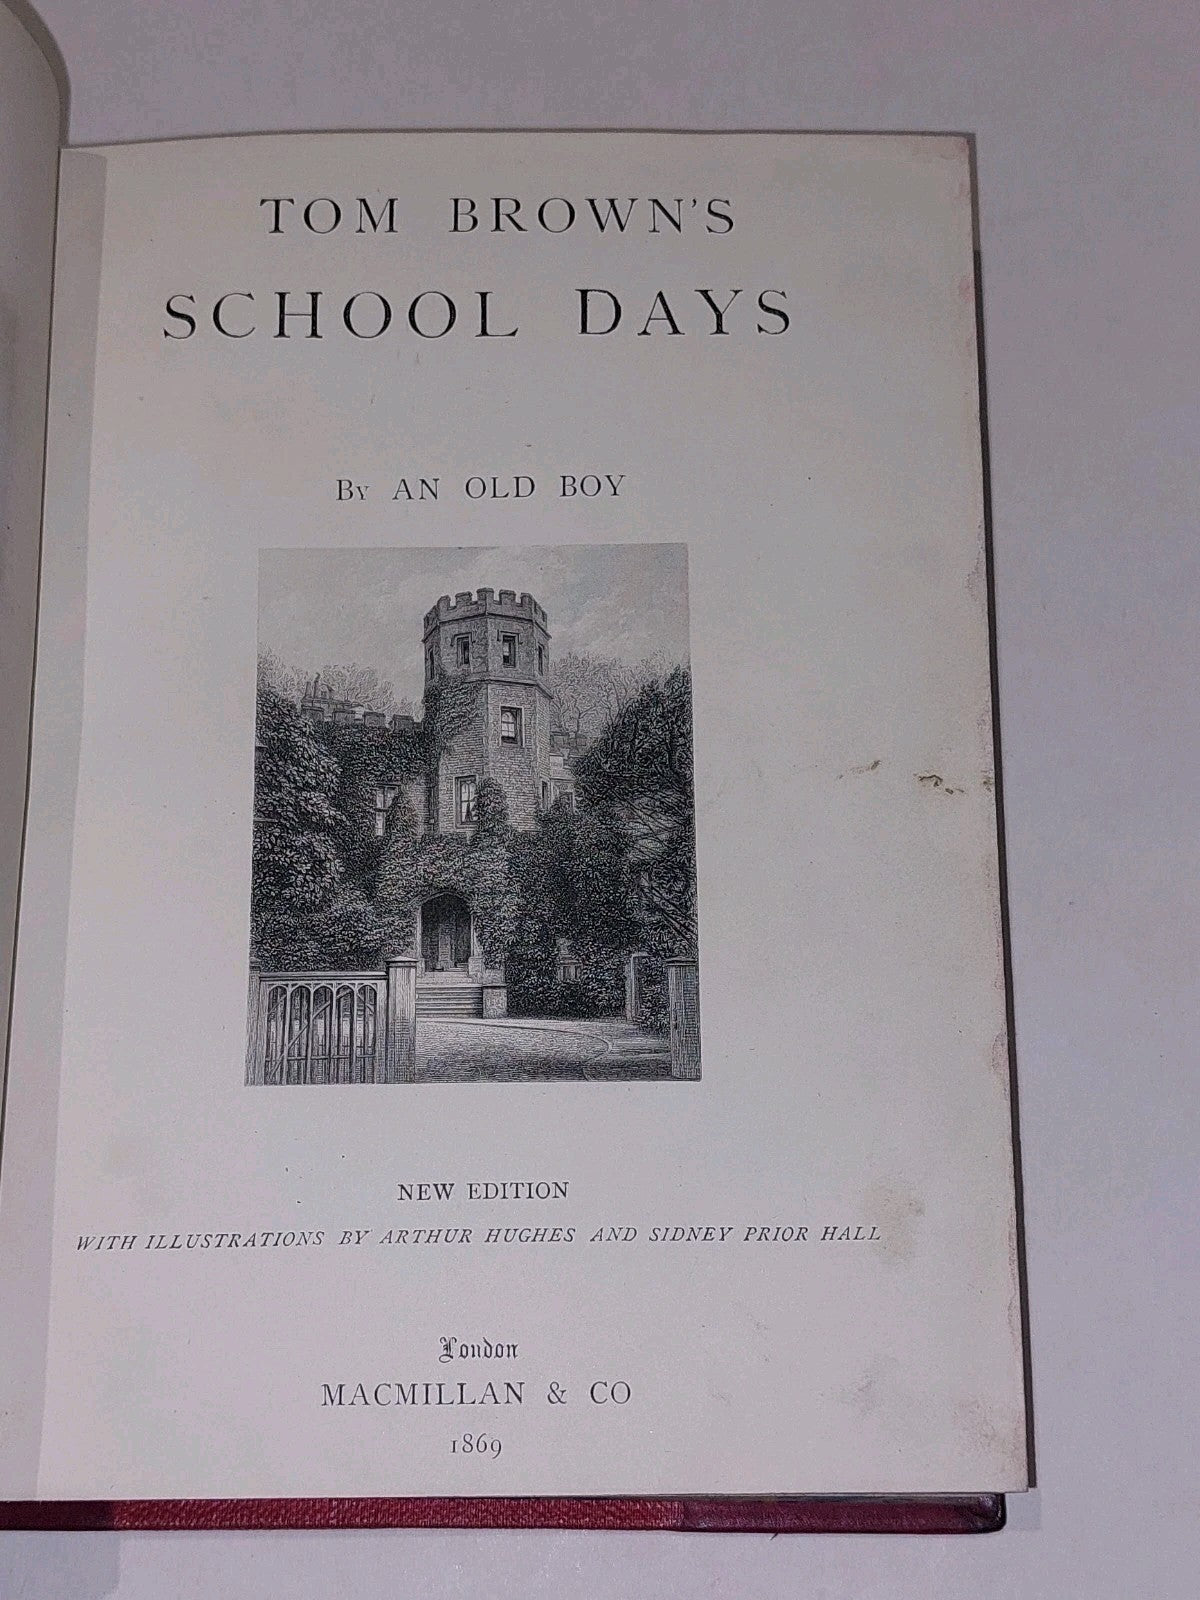 TOM BROWN'S
SCHOOL DAYS
By AN OLD BOY
NEW EDITION
WITH ILLUSTRATIONS BY ARTHUR HUGHES AND SIDNEY PRIOR HALL
London
MACMILLAN & CO
1869